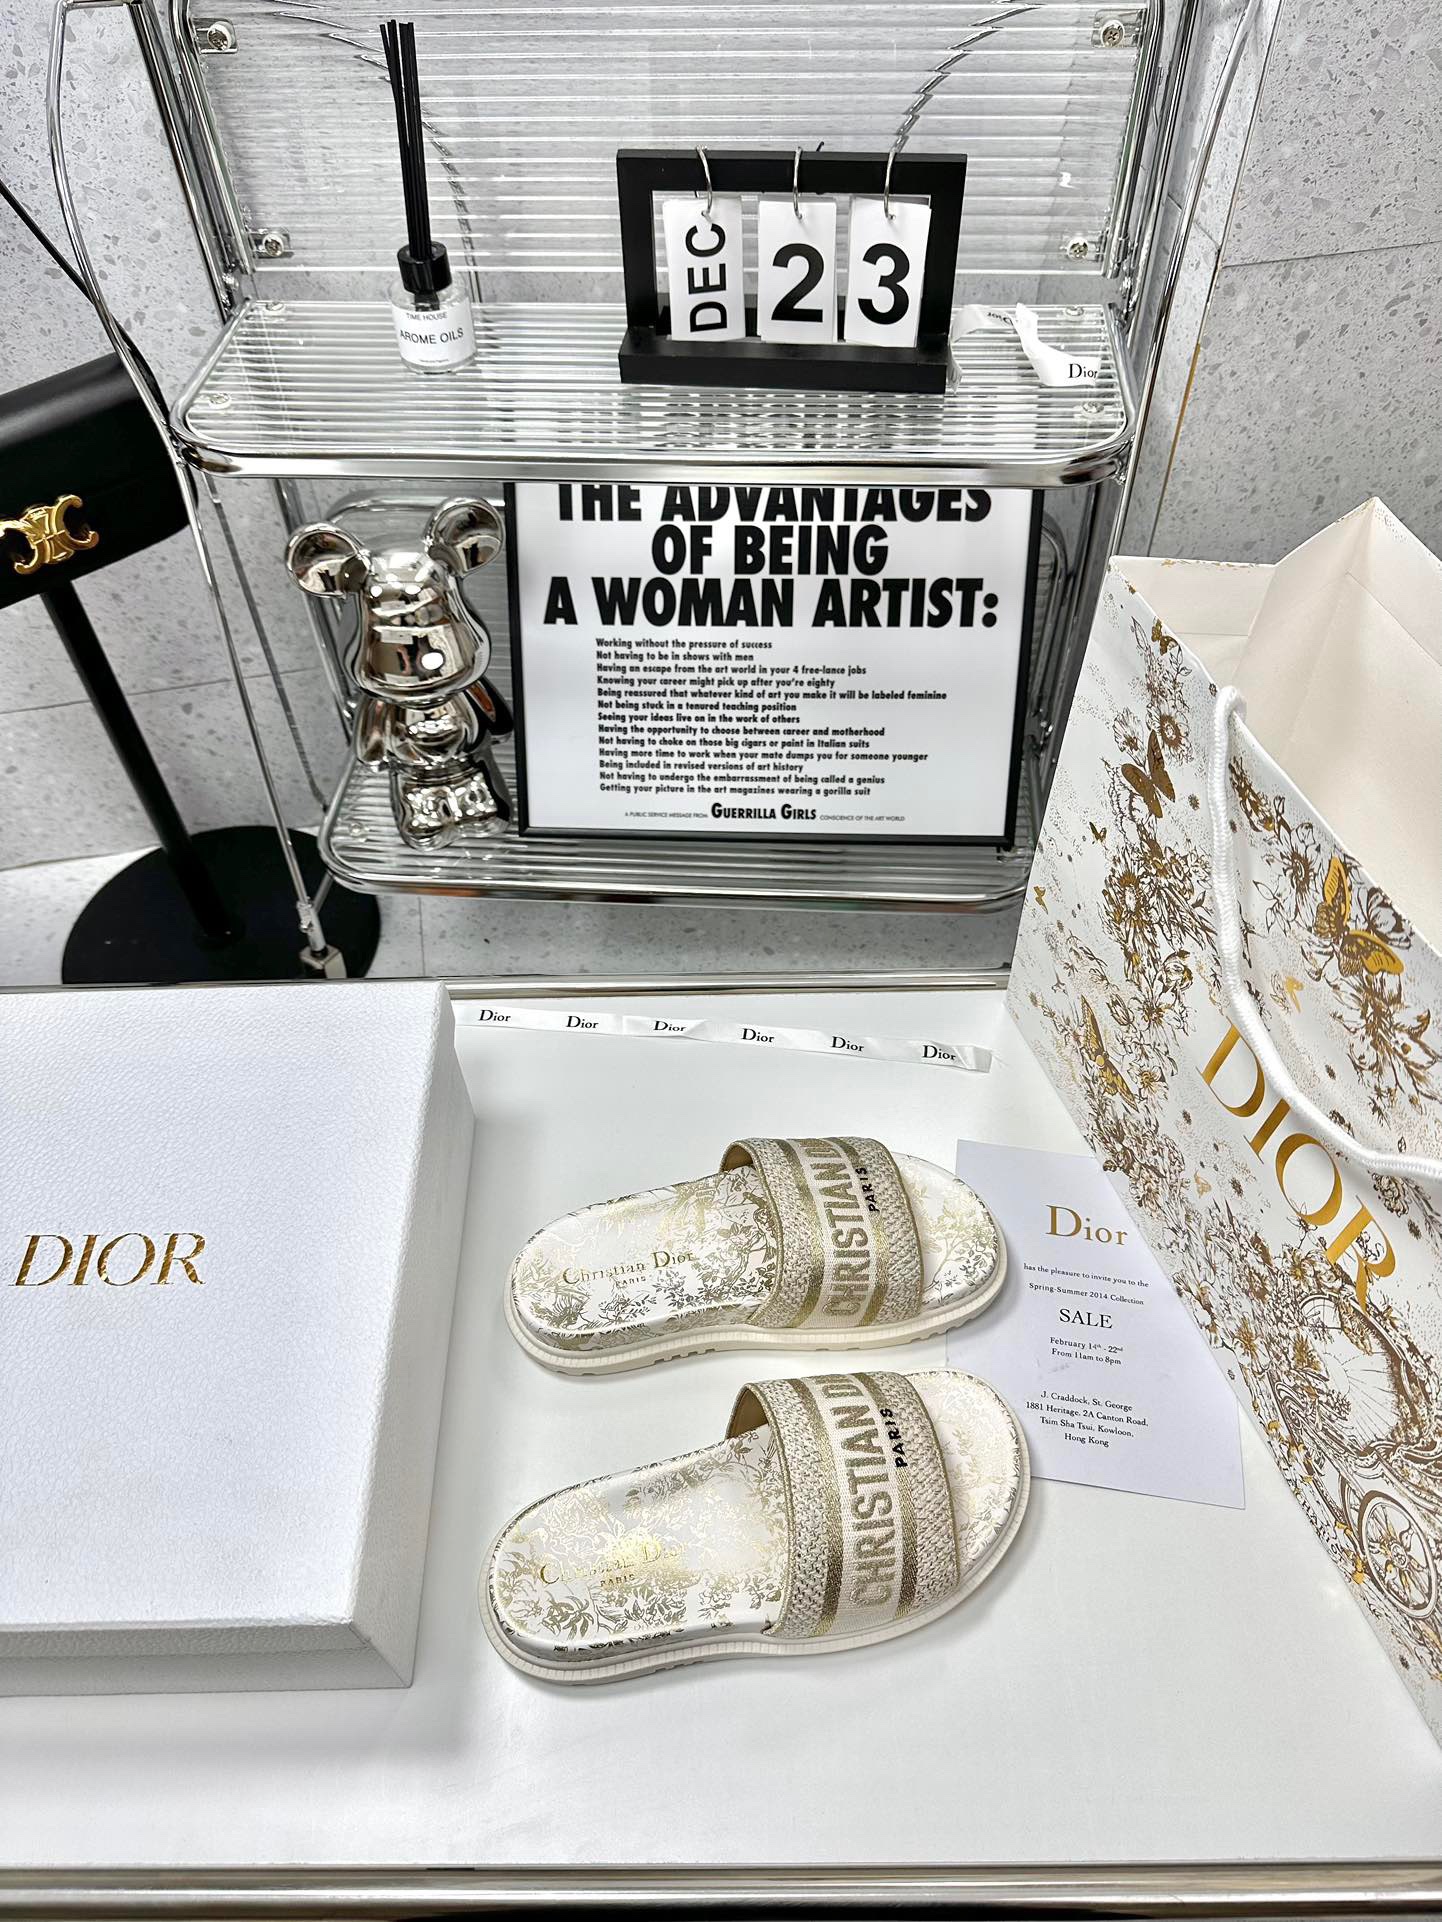 DEC 23
TIME HOUSE
AROME OILS
Dior
THE ADVANTAGES
OF BEING
A WOMAN ARTIST:
Working without the pressure of success
Not having to be in shows with men
Having an escape from the art world in your 4 free-lance jobs
Knowing your career might pick up after you're eighty
Being reassured that whatever kind of art you make it will be labeled feminine
Not being stuck in a tenured teaching position
Seeing your ideas live on in the work of others
Having the opportunity to choose between career and motherhood
Not having to choke on those big cigars or paint in Italian suits
Having more time to work when your mate dumps you for someone younger
Being included in revised versions of art history
Not having to undergo the embarrassment of being called a genius
Getting your picture in the art magazines wearing a gorilla suit
A PUBLIC SERVICE MESSAGE FROM GUERRILLA GIRLS CONSCIENCE OF THE ART WORLD
Dior Dior Dior Dior Dior Dior
DIOR
DIOR
CHRISTIAN D
PARIS
Christian Dior
PARIS
CHRISTIAN D
PARIS
Christian Dior
PARIS
Dior
has the pleasure to invite you to the
Spring-Summer 2014 Collection
SALE
February 14th - 22nd
From 11am to 8pm
J. Craddock, St. George
1881 Heritage, 2A Canton Road,
Tsim Sha Tsui, Kowloon,
Hong Kong